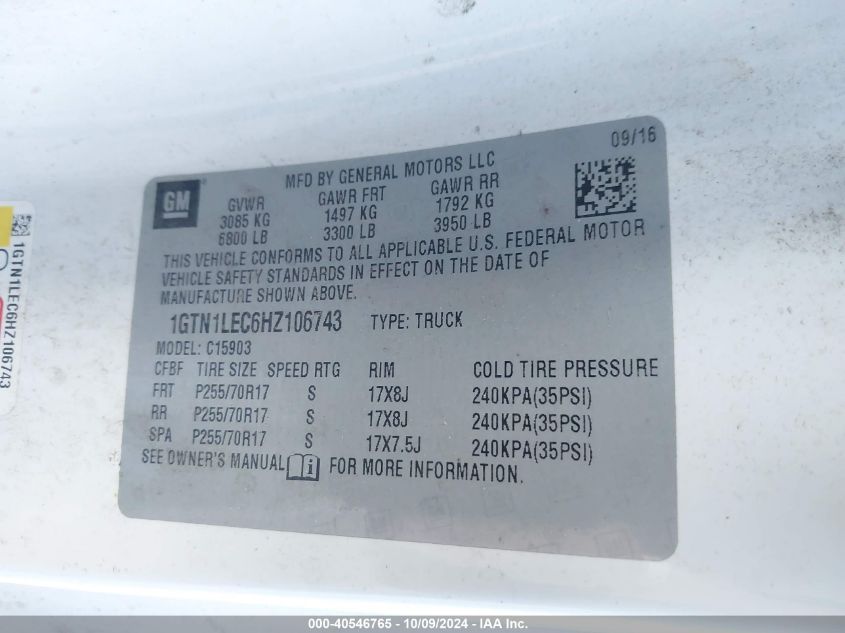 09/16
GM
MFD BY GENERAL MOTORS LLC
GVWR GAWR FRT GAWR RR
3085 KG 1497 KG 1792 KG
6800 LB 3300 LB 3950 LB
THIS VEHICLE CONFORMS TO ALL APPLICABLE U.S. FEDERAL MOTOR
VEHICLE SAFETY STANDARDS IN EFFECT ON THE DATE OF
MANUFACTURE SHOWN ABOVE.
1GTN1LEC6HZ106743 TYPE: TRUCK
MODEL: C15903
CFBF TIRE SIZE SPEED RTG RIM COLD TIRE PRESSURE
FRT P255/70R17 S 17X8J 240KPA(35PSI)
RR P255/70R17 S 17X8J 240KPA(35PSI)
SPA P255/70R17 S 17X7.5J 240KPA(35PSI)
SEE OWNER'S MANUAL i FOR MORE INFORMATION.
1GTN1LEC6HZ106743
000-40546765 - 10/09/2024 - IAA Inc.